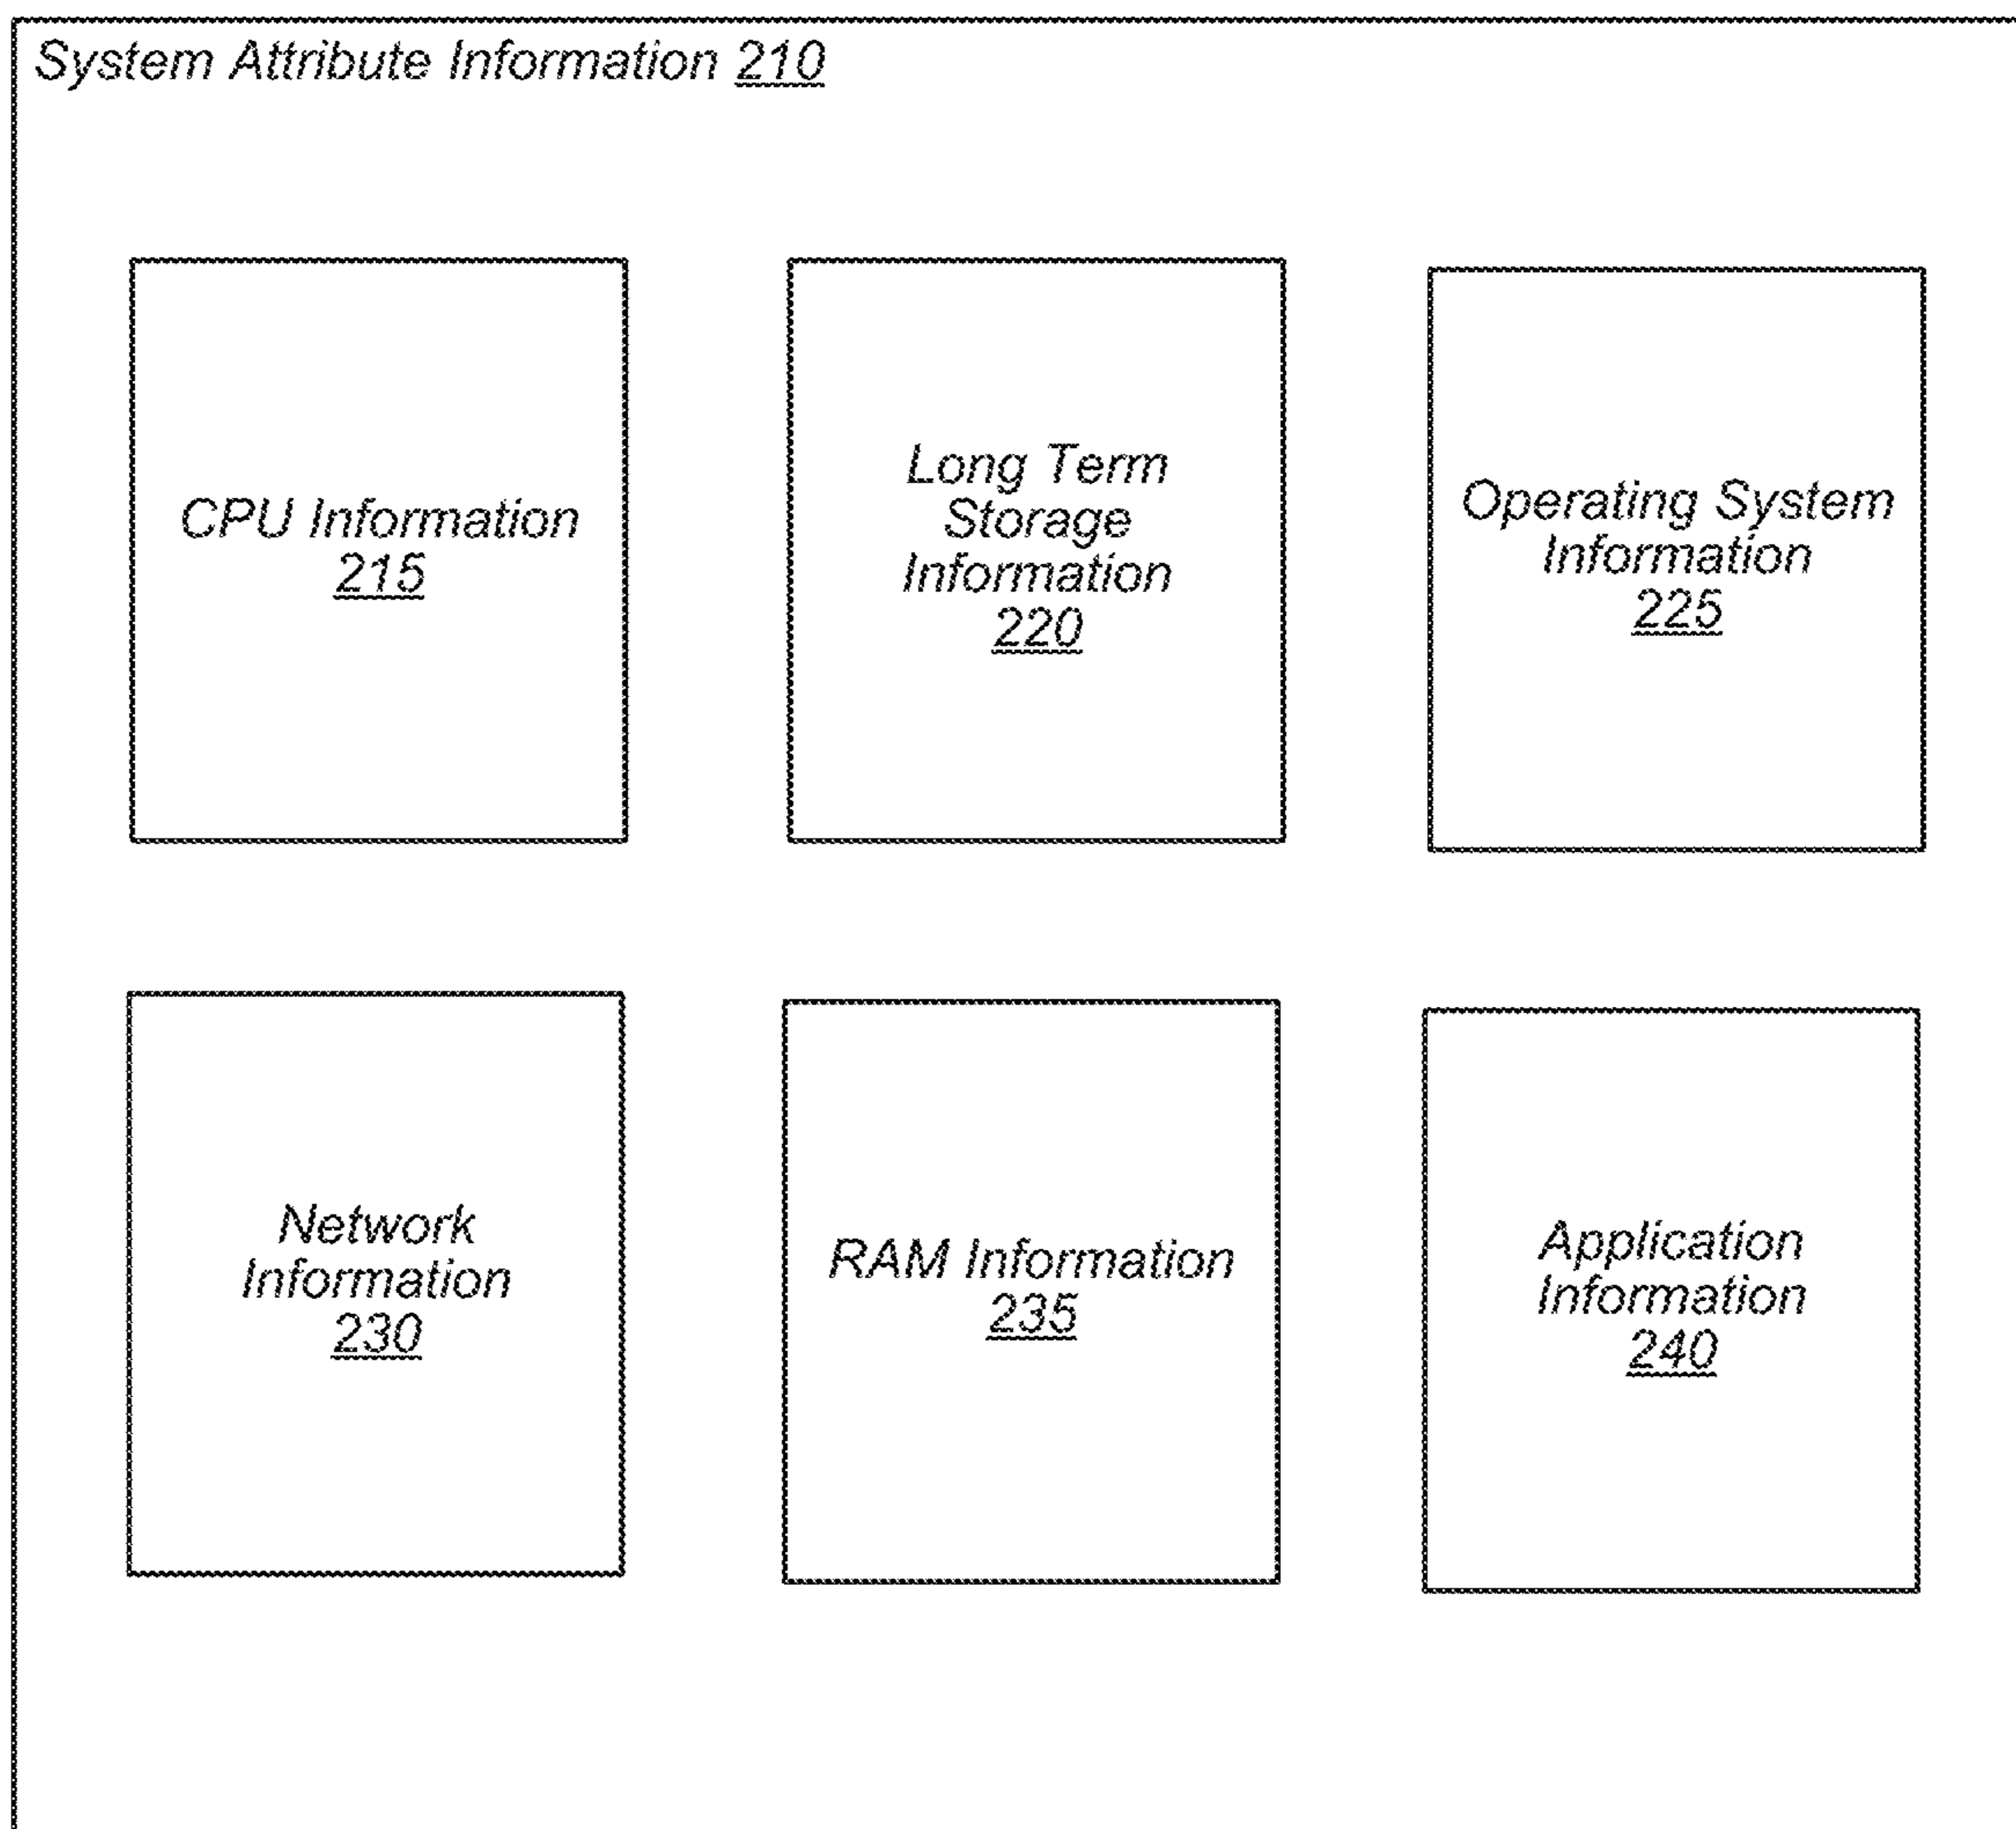 System Attribute Information 210
CPU Information
215
Long Term
Storage
Information
220
Operating System
Information
225
Network
Information
230
RAM Information
235
Application
Information
240